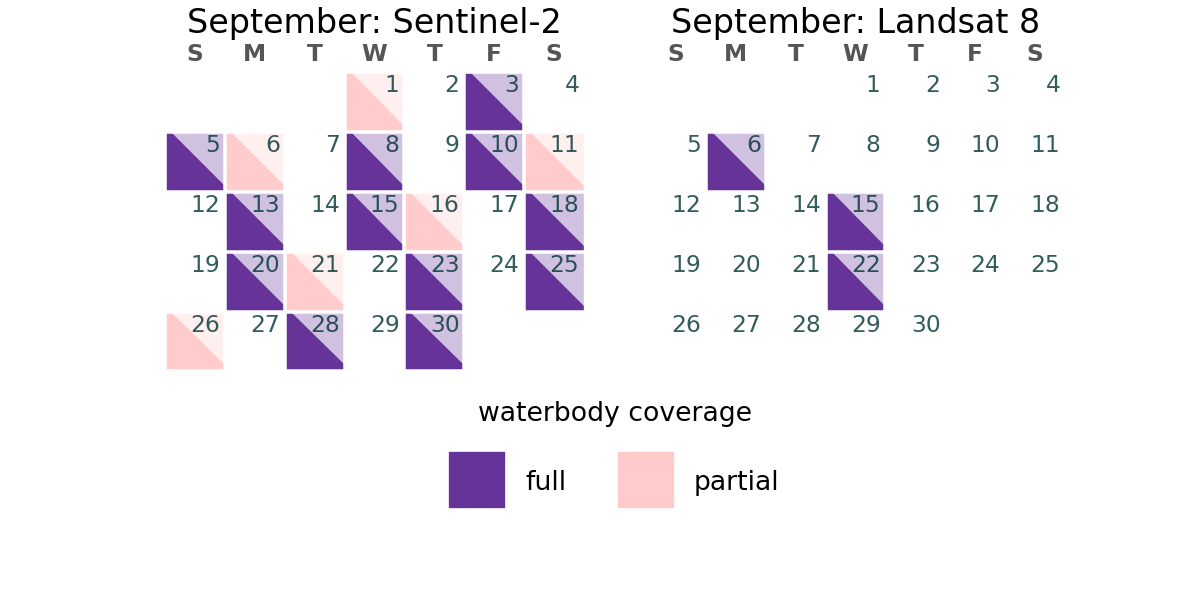 September: Sentinel-2
S M T W T F S
1 2 3 4
5 6 7 8 9 10 11
12 13 14 15 16 17 18
19 20 21 22 23 24 25
26 27 28 29 30
September: Landsat 8
S M T W T F S
1 2 3 4
5 6 7 8 9 10 11
12 13 14 15 16 17 18
19 20 21 22 23 24 25
26 27 28 29 30
waterbody coverage
full
partial